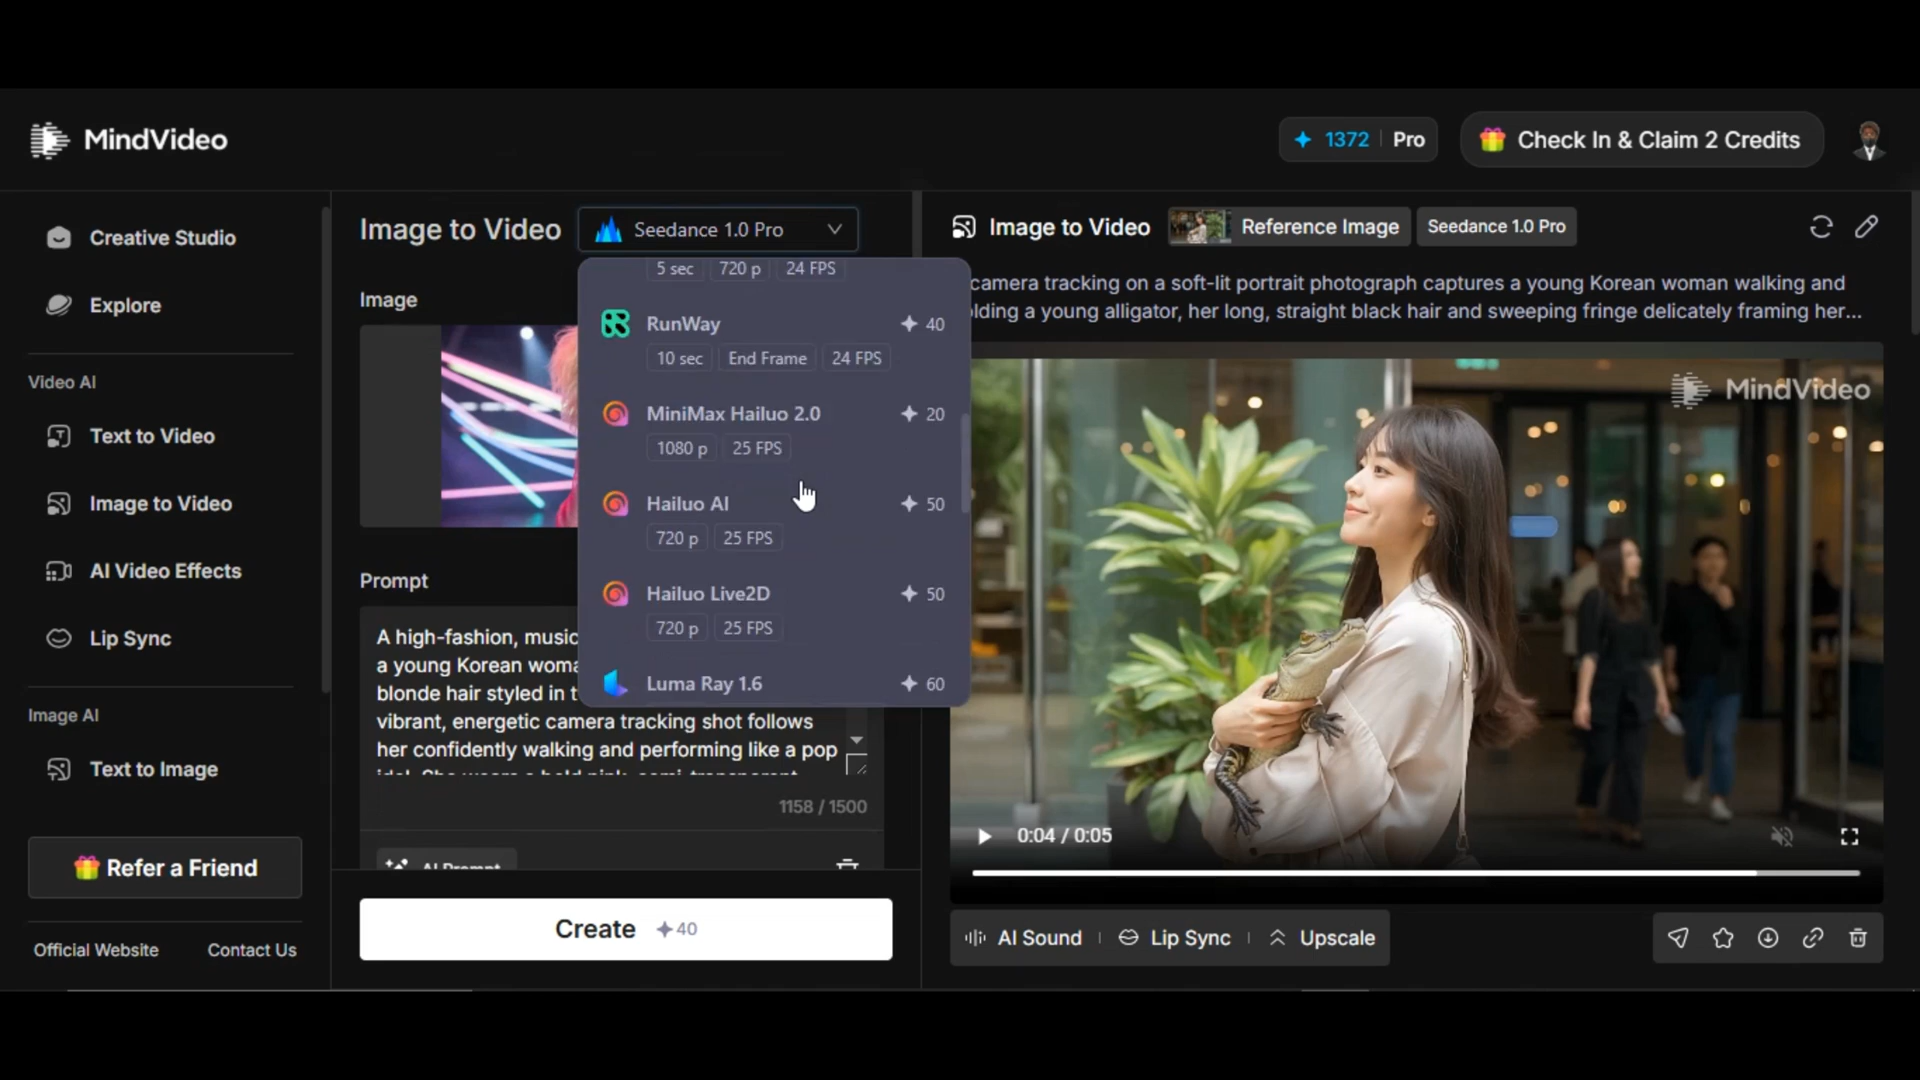 MindVideo
1372 | Pro
Check In & Claim 2 Credits
Creative Studio
Explore
Video AI
Text to Video
Image to Video
AI Video Effects
Lip Sync
Image AI
Text to Image
Refer a Friend
Official Website
Contact Us
Image to Video
Seedance 1.0 Pro
5 sec 720 p 24 FPS
RunWay 40
10 sec End Frame 24 FPS
MiniMax Hailuo 2.0 20
1080 p 25 FPS
Hailuo AI 50
720 p 25 FPS
Hailuo Live2D 50
720 p 25 FPS
Luma Ray 1.6 60
Image
Prompt
A high-fashion, music
a young Korean woma
blonde hair styled in t
vibrant, energetic camera tracking shot follows
her confidently walking and performing like a pop
1158 / 1500
AI Prompt
Create 40
Image to Video
Reference Image
Seedance 1.0 Pro
camera tracking on a soft-lit portrait photograph captures a young Korean woman walking and
lding a young alligator, her long, straight black hair and sweeping fringe delicately framing her...
MindVideo
0:04 / 0:05
AI Sound | Lip Sync | Upscale